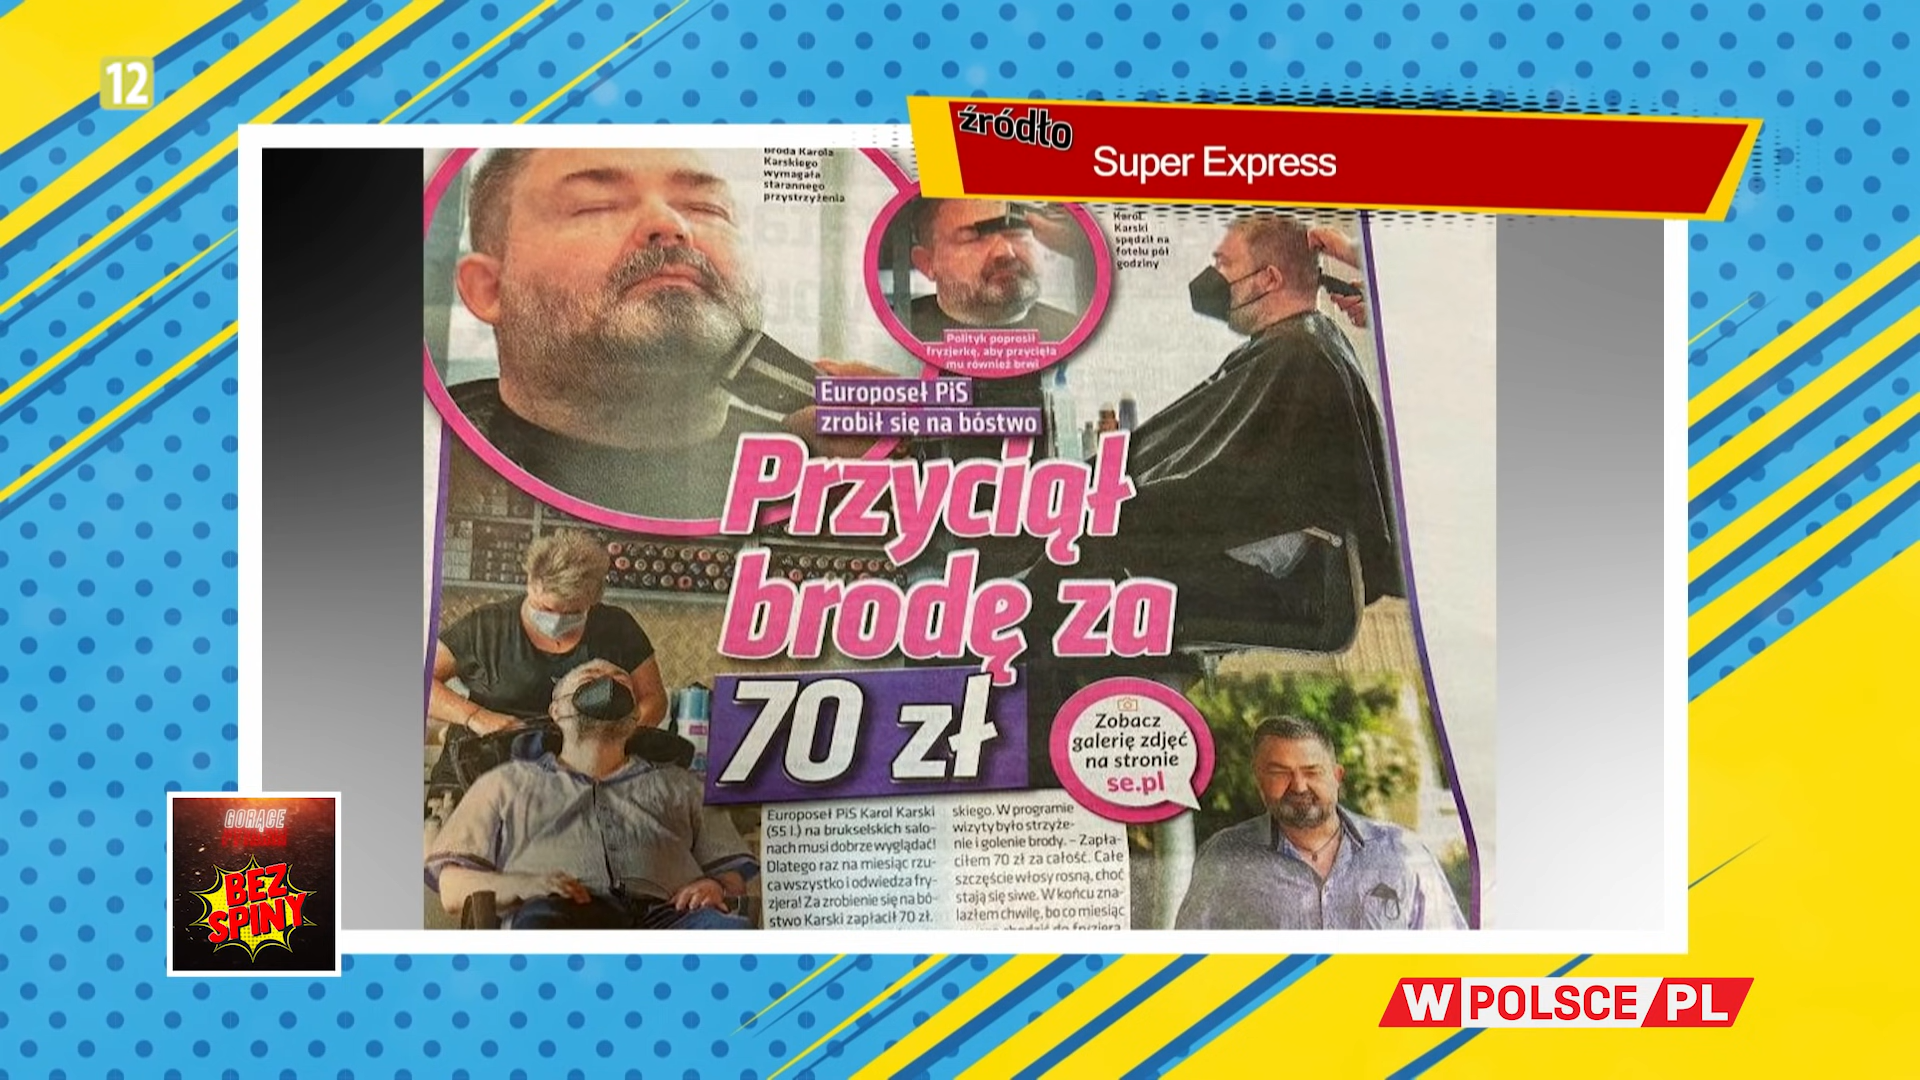 12
źródło
Super Express
Broda Karola
Karskiego
wymagała
starannego
przystrzyżenia
Karol
Karski
spędził na
fotelu pół
godziny
Polityk poprosił
fryzjerkę, aby przycięła
mu również brwi
Europoseł PiS
zrobił się na bóstwo
Przyciął
brodę za
70 zł
Zobacz
galerię zdjęć
na stronie
se.pl
Europoseł PiS Karol Karski
(55 l.) na brukselskich salo-
nach musi dobrze wyglądać!
Dlatego raz na miesiąc rzu-
ca wszystko i odwiedza fry-
zjera! Za zrobienie się na bó-
stwo Karski zapłacił 70 zł.
skiego. W programie
wizyty było strzyże-
nie i golenie brody. – Zapła-
ciłem 70 zł za całość. Całe
szczęście włosy rosną, choć
stają się siwe. W końcu zna-
lazłem chwilę, bo co miesiąc
chodzić do fryzjera
GORĄCE
BEZ
SPINY
W POLSCE/PL